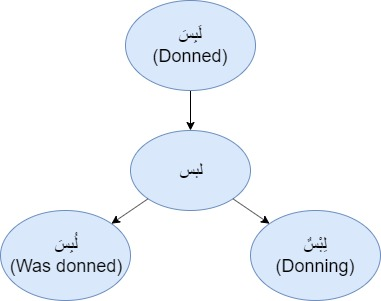 لَبِسَ
(Donned)
لبس
لُبِسَ
(Was donned)
لِبْسٌ
(Donning)